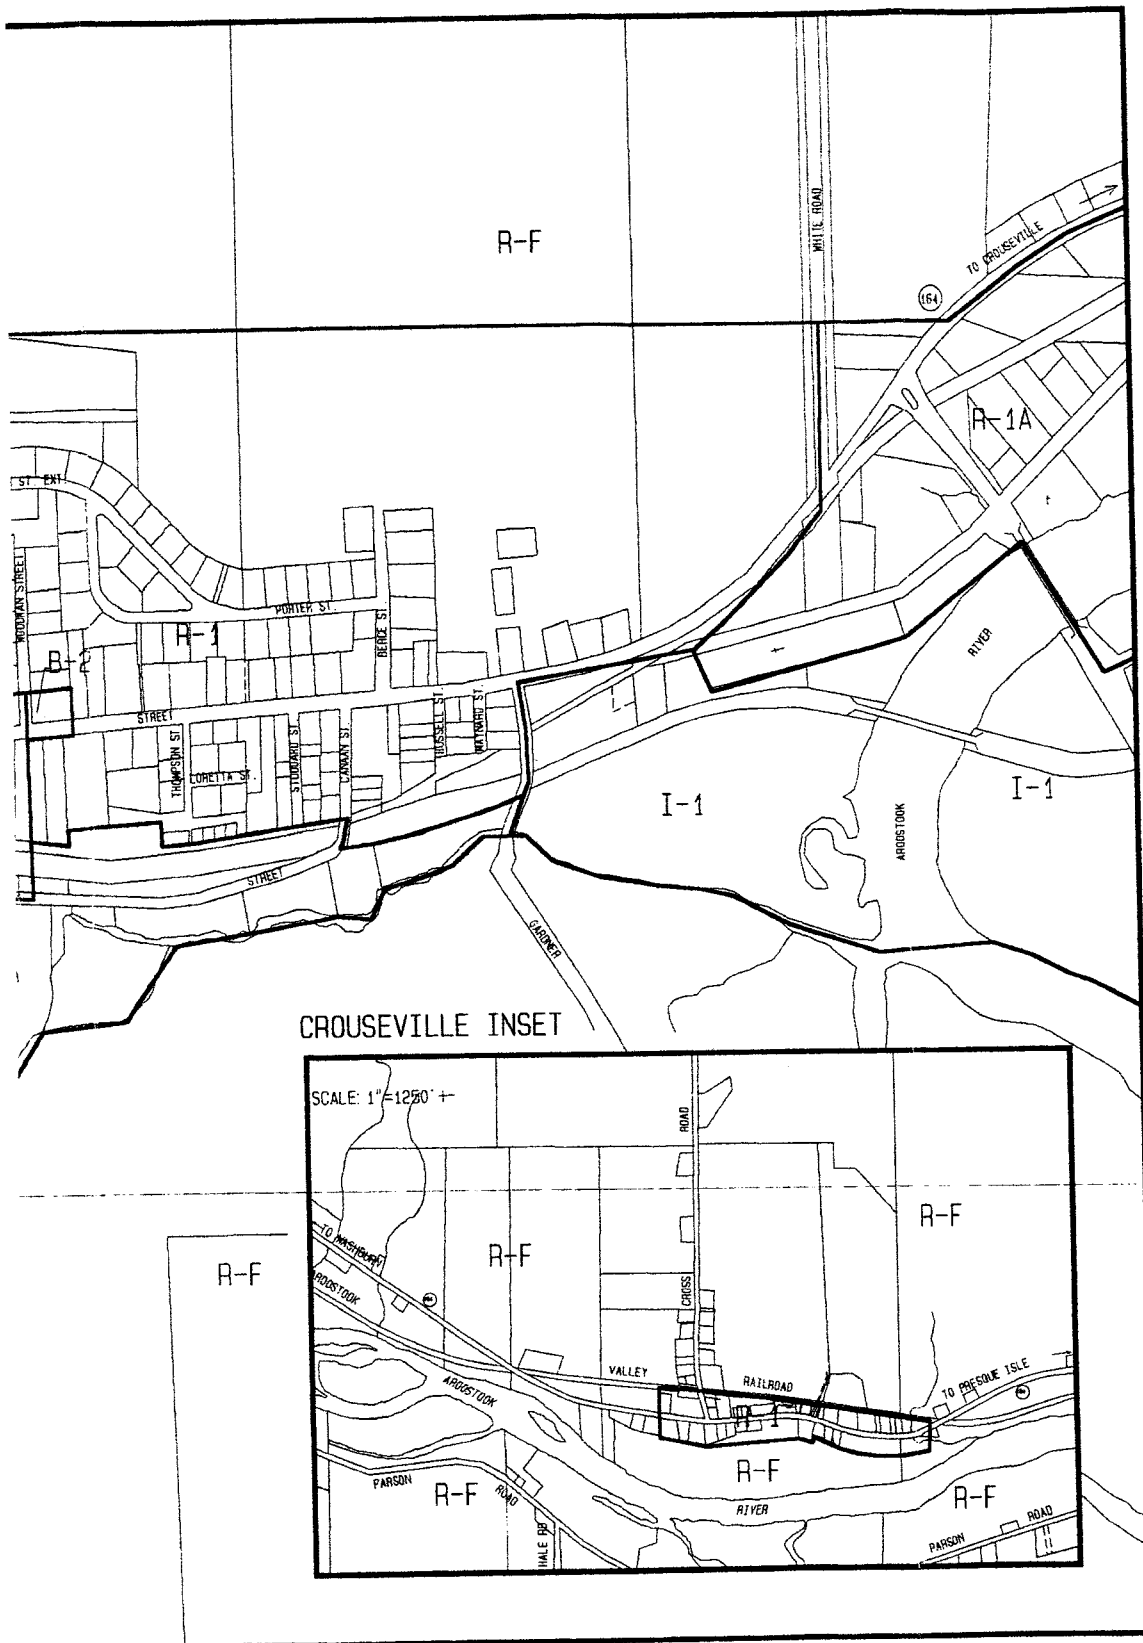 R-F
WHITE ROAD
TO CROUSEVILLE
164
R-1A
ST. EXT.
WOODMAN STREET
PORTER ST.
R-1
BERCE ST.
B-2
RIVER
STREET
THOMPSON ST.
LORETTA ST.
STODDARD ST.
CANAAN ST.
RUSSELL ST.
MAYNARD ST.
I-1
I-1
AROOSTOOK
STREET
GARDNER
CROUSEVILLE INSET
SCALE: 1"=1250'+-
ROAD
R-F
TO WASHBURN
R-F
R-F
AROOSTOOK
CROSS
VALLEY
RAILROAD
TO PRESQUE ISLE
AROOSTOOK
R-F
PARSON
ROAD
R-F
R-F
RIVER
HALE RD
PARSON
ROAD